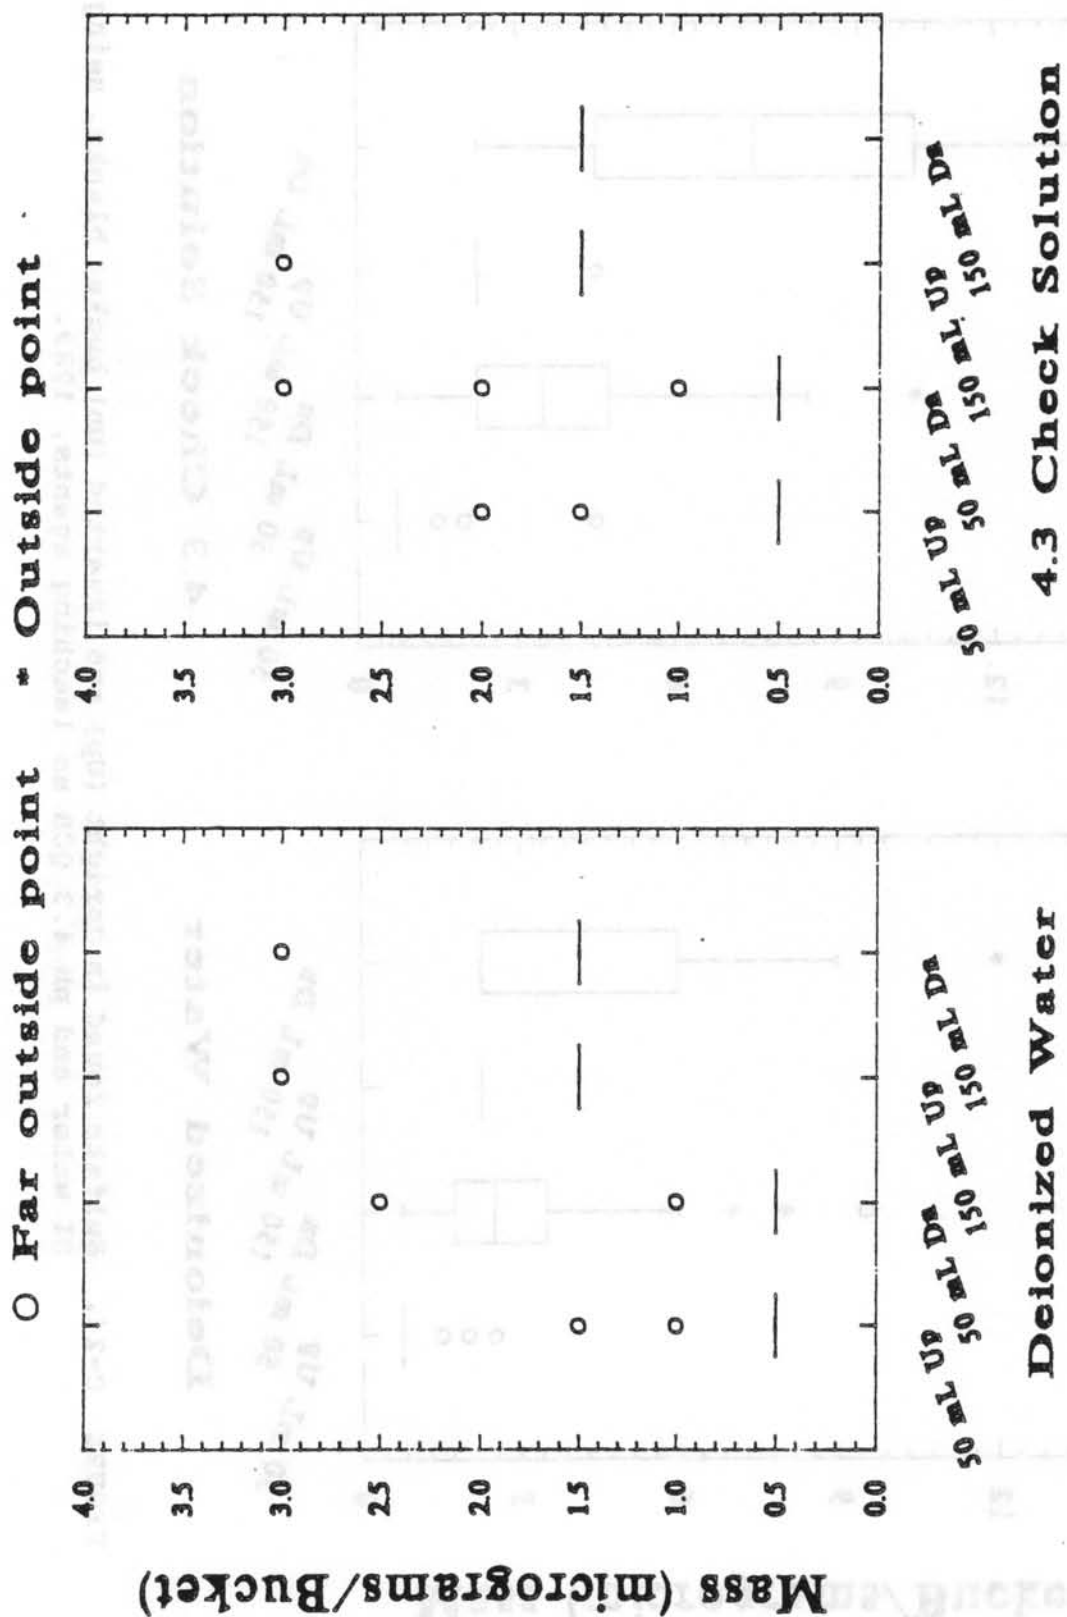 O Far outside point * Outside point
Mass (micrograms/Bucket)
4.0
3.5
3.0
2.5
2.0
1.5
1.0
0.5
0.0
50 mL Up
50 mL Dn
150 mL Up
150 mL Dn
Deionized Water
4.0
3.5
3.0
2.5
2.0
1.5
1.0
0.5
0.0
50 mL Up
50 mL Dn
150 mL Up
150 mL Dn
4.3 Check Solution